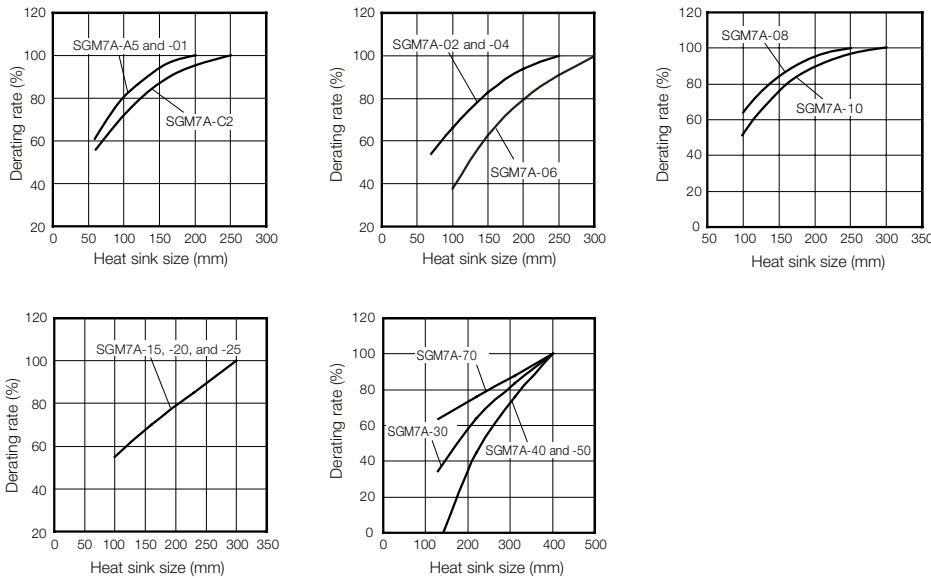 120
100
80
60
40
20
0 50 100 150 200 250 300
Derating rate (%)
Heat sink size (mm)
SGM7A-A5 and -01
SGM7A-C2
120
100
80
60
40
20
0 50 100 150 200 250 300
Derating rate (%)
Heat sink size (mm)
SGM7A-02 and -04
SGM7A-06
120
100
80
60
40
20
0
50 100 150 200 250 300 350
Derating rate (%)
Heat sink size (mm)
SGM7A-08
SGM7A-10
120
100
80
60
40
20
0 50 100 150 200 250 300 350
Derating rate (%)
Heat sink size (mm)
SGM7A-15, -20, and -25
120
100
80
60
40
20
0
0 100 200 300 400 500
Derating rate (%)
Heat sink size (mm)
SGM7A-70
SGM7A-30
SGM7A-40 and -50